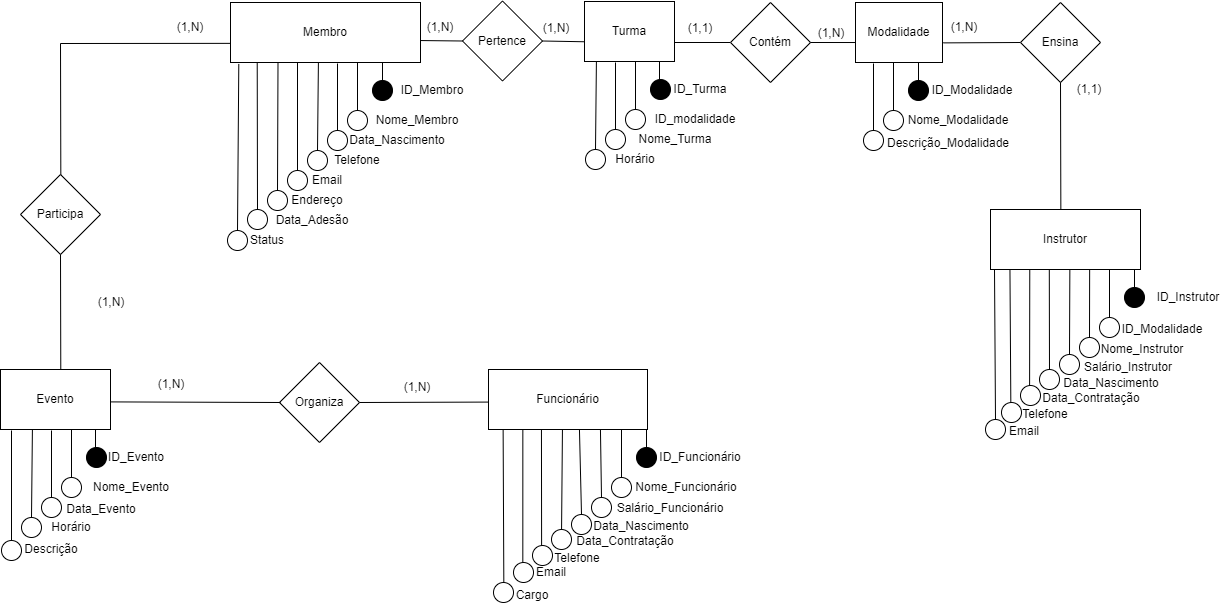 (1,N)
Membro
(1,N)
Pertence
(1,N)
Turma
(1,1)
Contém
(1,N)
Modalidade
(1,N)
Ensina
(1,1)
ID_Membro
Nome_Membro
Data_Nascimento
Telefone
Email
Endereço
Data_Adesão
Status
ID_Turma
ID_modalidade
Nome_Turma
Horário
ID_Modalidade
Nome_Modalidade
Descrição_Modalidade
Participa
(1,N)
Instrutor
ID_Instrutor
ID_Modalidade
Nome_Instrutor
Salário_Instrutor
Data_Nascimento
Data_Contratação
Telefone
Email
Evento
(1,N)
Organiza
(1,N)
Funcionário
ID_Evento
Nome_Evento
Data_Evento
Horário
Descrição
ID_Funcionário
Nome_Funcionário
Salário_Funcionário
Data_Nascimento
Data_Contratação
Telefone
Email
Cargo